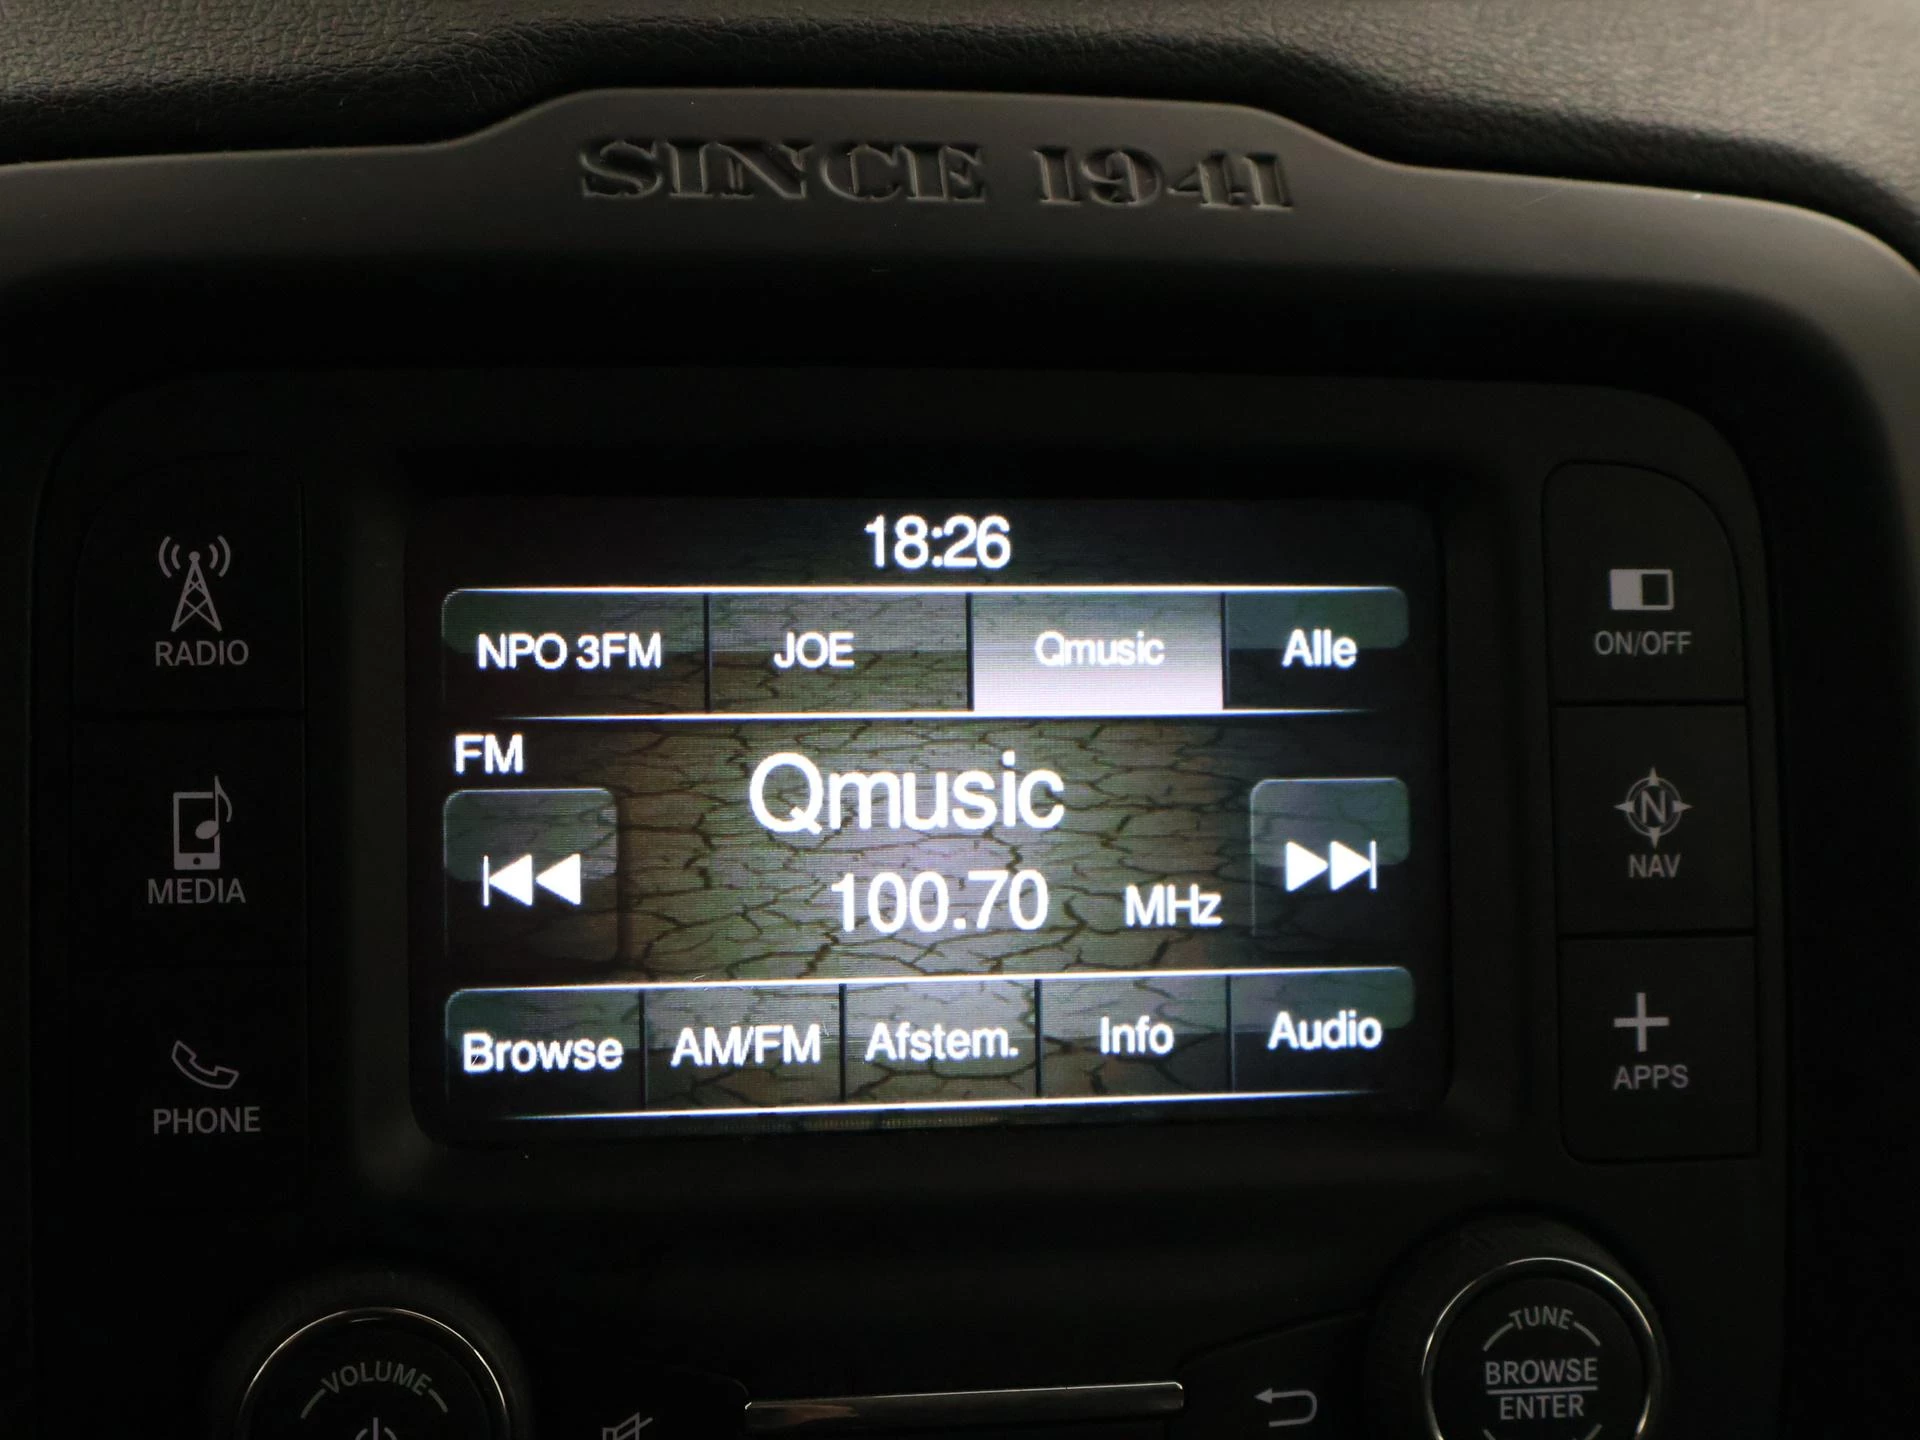 SINCE 1941
18:26
NPO 3FM JOE Qmusic Alle
FM
Qmusic
100.70 MHz
Browse AM/FM Afstem. Info Audio
RADIO
MEDIA
PHONE
ON/OFF
N
NAV
APPS
VOLUME
TUNE
BROWSE
ENTER